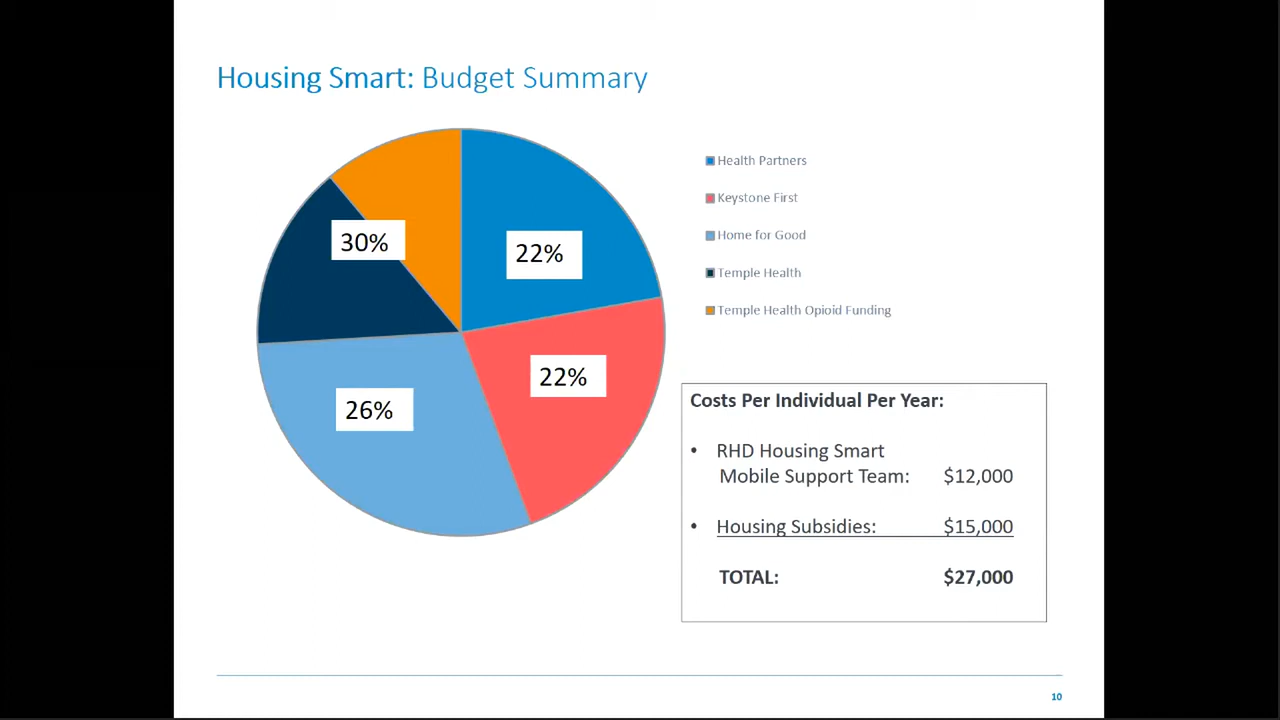 Housing Smart: Budget Summary
30%
22%
22%
26%
Health Partners
Keystone First
Home for Good
Temple Health
Temple Health Opioid Funding
Costs Per Individual Per Year:
• RHD Housing Smart
Mobile Support Team: $12,000
• Housing Subsidies: $15,000
TOTAL: $27,000
10